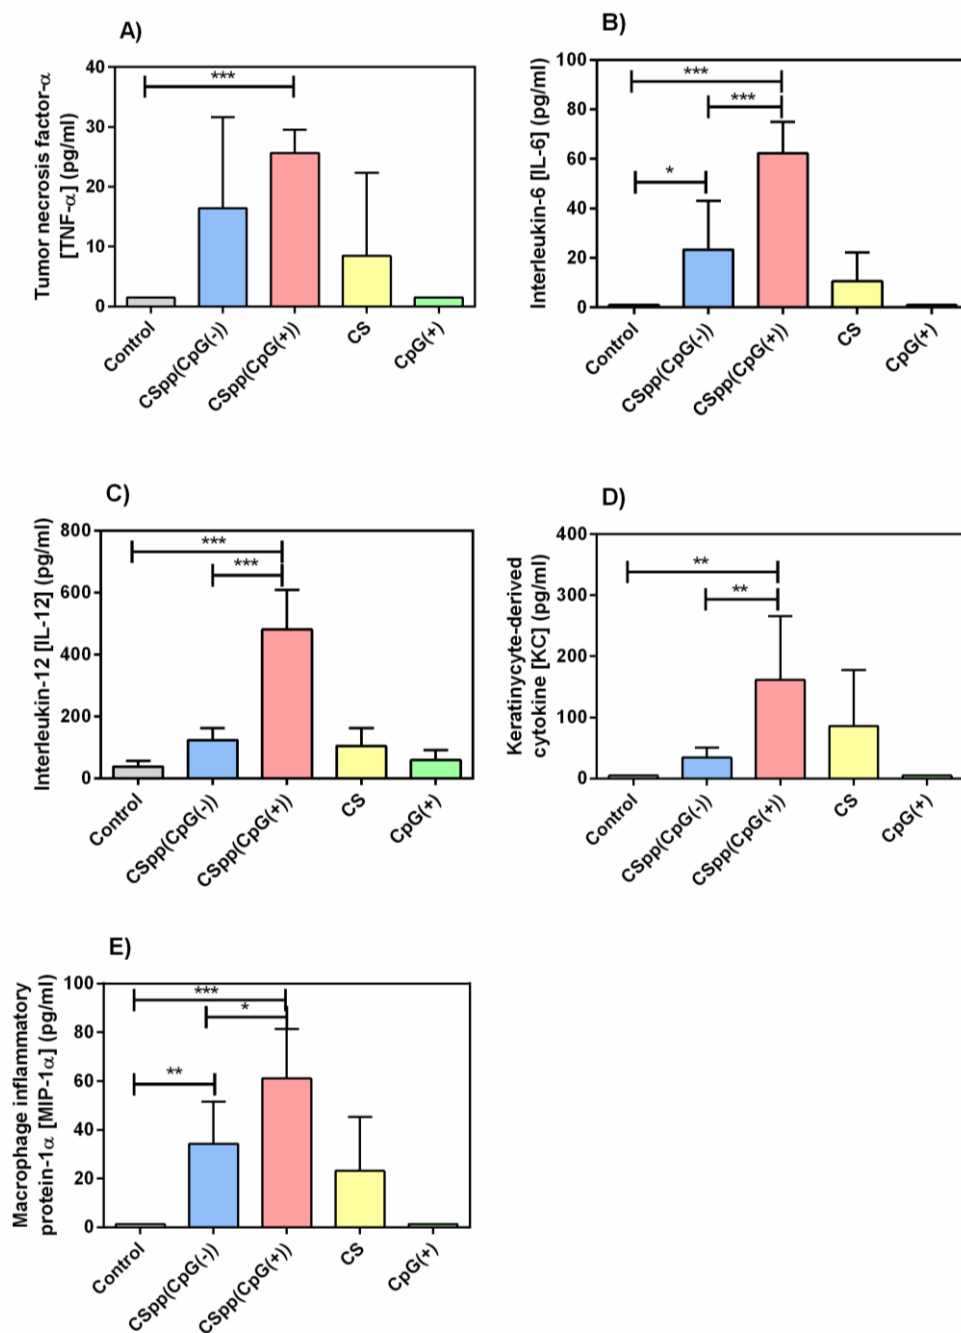 A)
Tumor necrosis factor-α
[TNF-α] (pg/ml)
40
30
20
10
0
***
Control
CSpp(CpG(-))
CSpp(CpG(+))
CS
CpG(+)
B)
Interleukin-6 [IL-6] (pg/ml)
100
80
60
40
20
0
***
***
*
Control
CSpp(CpG(-))
CSpp(CpG(+))
CS
CpG(+)
C)
Interleukin-12 [IL-12] (pg/ml)
800
600
400
200
0
***
***
Control
CSpp(CpG(-))
CSpp(CpG(+))
CS
CpG(+)
D)
Keratinycyte-derived
cytokine [KC] (pg/ml)
400
300
200
100
0
**
**
Control
CSpp(CpG(-))
CSpp(CpG(+))
CS
CpG(+)
E)
Macrophage inflammatory
protein-1α [MIP-1α] (pg/ml)
100
80
60
40
20
0
***
*
**
Control
CSpp(CpG(-))
CSpp(CpG(+))
CS
CpG(+)